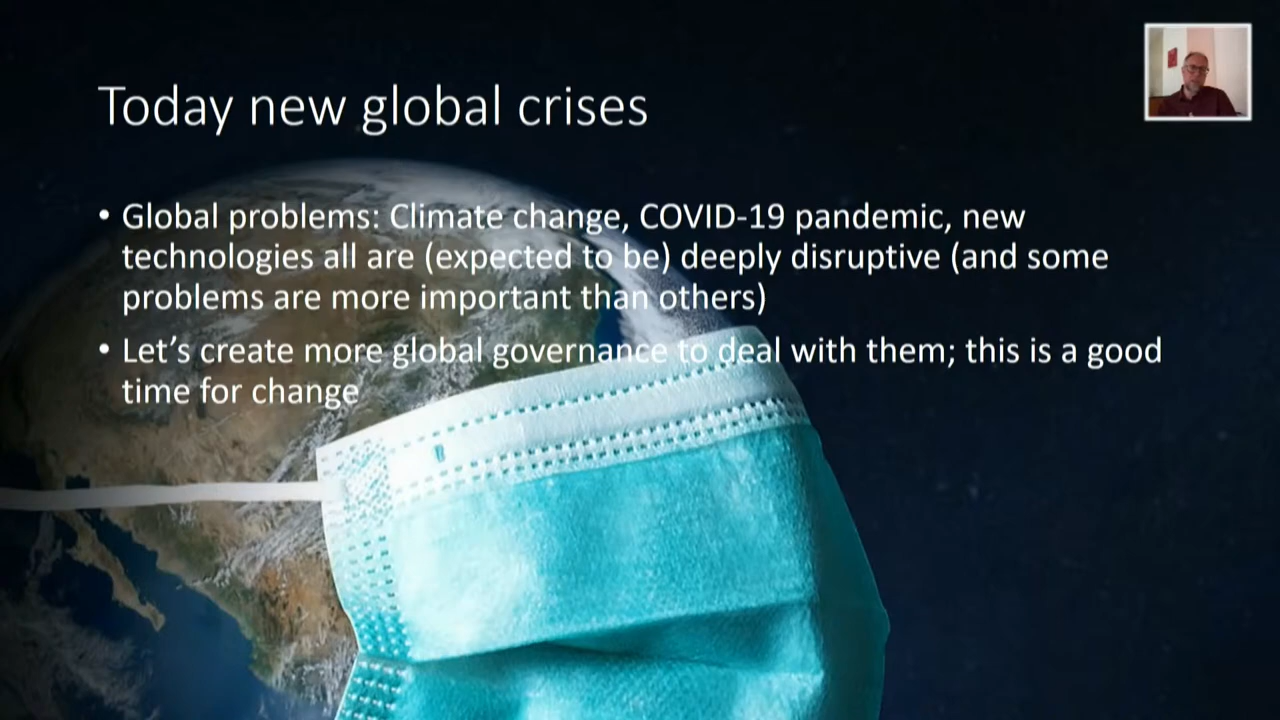 Today new global crises
• Global problems: Climate change, COVID-19 pandemic, new
technologies all are (expected to be) deeply disruptive (and some
problems are more important than others)
• Let’s create more global governance to deal with them; this is a good
time for change